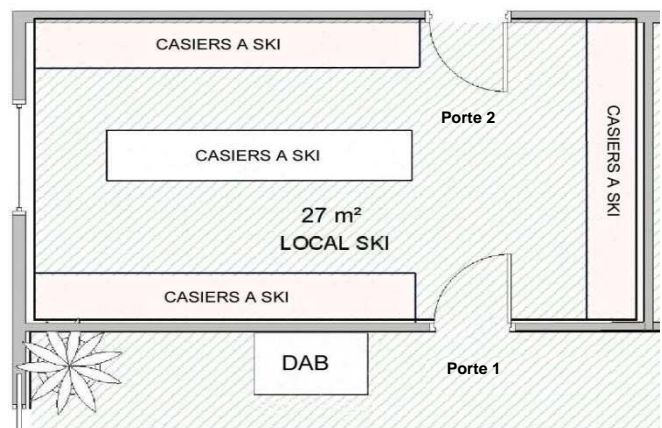 CASIERS A SKI
Porte 2
CASIERS A SKI
CASIERS A SKI
27 m²
LOCAL SKI
CASIERS A SKI
DAB
Porte 1